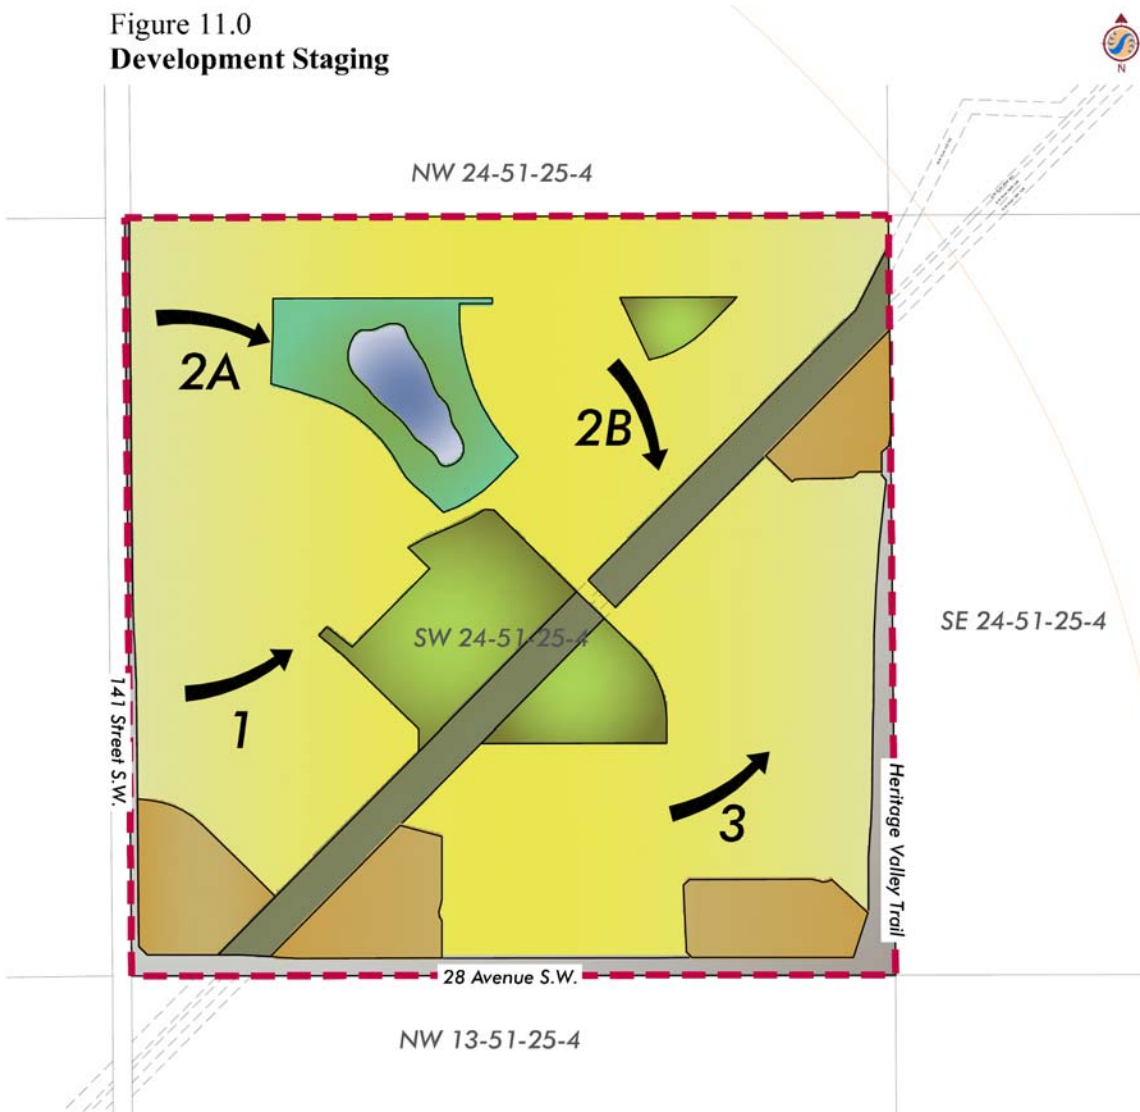 Figure 11.0
Development Staging
N
NW 24-51-25-4
2A
2B
SW 24-51-25-4
SE 24-51-25-4
1
141 Street S.W.
3
Heritage Valley Trail
28 Avenue S.W.
NW 13-51-25-4